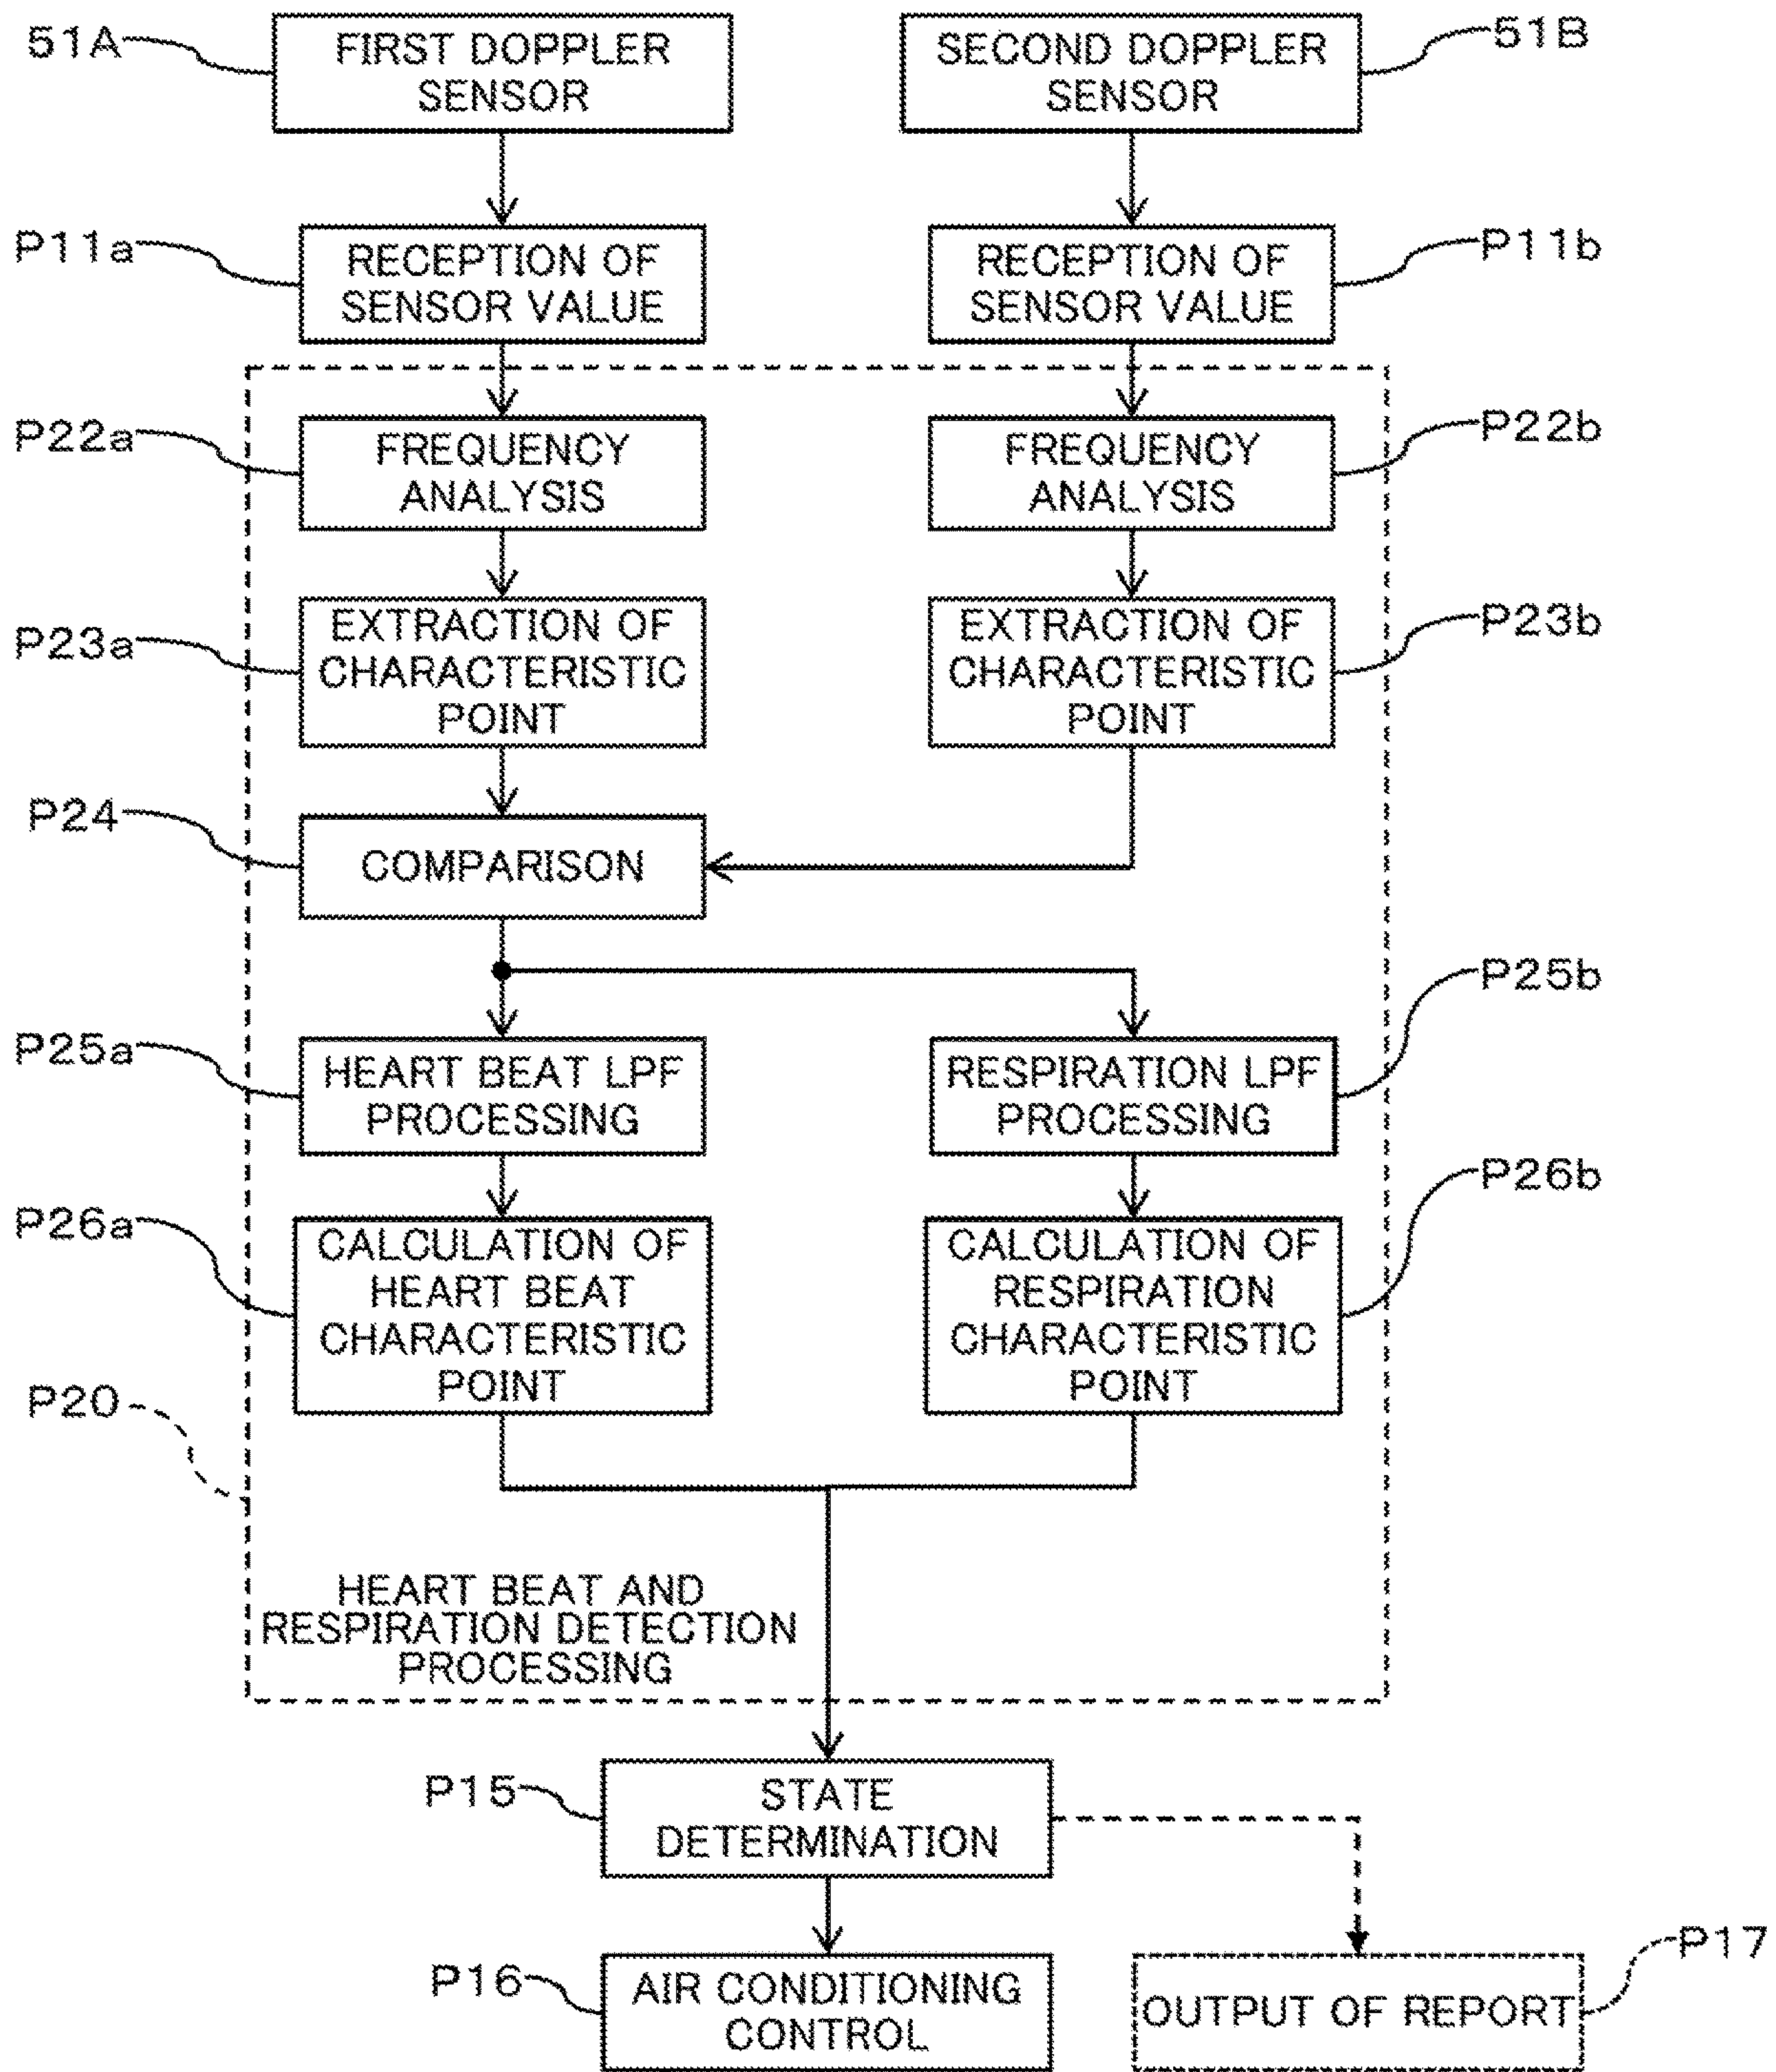 51A
FIRST DOPPLER
SENSOR
SECOND DOPPLER
SENSOR
51B
P11a
RECEPTION OF
SENSOR VALUE
RECEPTION OF
SENSOR VALUE
P11b
P22a
FREQUENCY
ANALYSIS
FREQUENCY
ANALYSIS
P22b
P23a
EXTRACTION OF
CHARACTERISTIC
POINT
EXTRACTION OF
CHARACTERISTIC
POINT
P23b
P24
COMPARISON
P25a
HEART BEAT LPF
PROCESSING
RESPIRATION LPF
PROCESSING
P25b
P26a
CALCULATION OF
HEART BEAT
CHARACTERISTIC
POINT
CALCULATION OF
RESPIRATION
CHARACTERISTIC
POINT
P26b
P20
HEART BEAT AND
RESPIRATION DETECTION
PROCESSING
P15
STATE
DETERMINATION
P16
AIR CONDITIONING
CONTROL
OUTPUT OF REPORT
P17